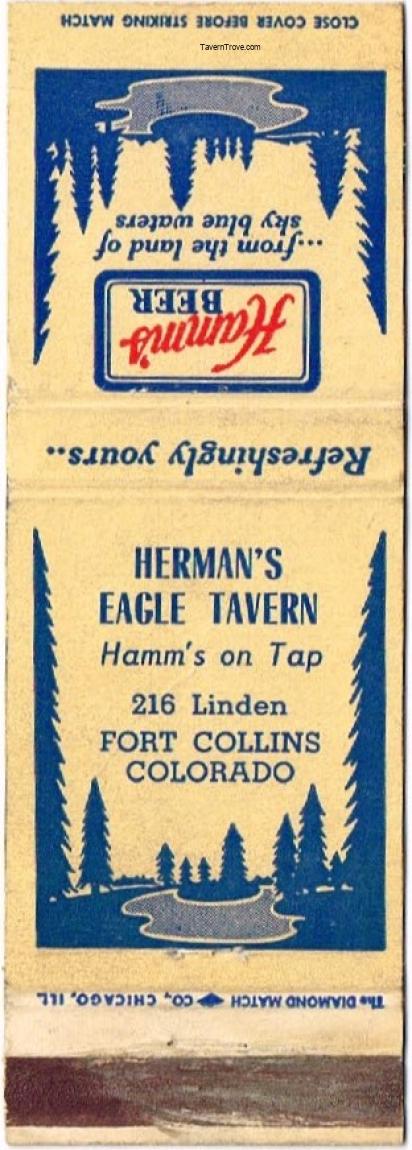 CLOSE COVER BEFORE STRIKING MATCH
TavernTrove.com
...from the land of
sky blue waters
Hamm's
BEER
Refreshingly yours..
HERMAN'S
EAGLE TAVERN
Hamm's on Tap
216 Linden
FORT COLLINS
COLORADO
The DIAMOND MATCH CO., CHICAGO, ILL.